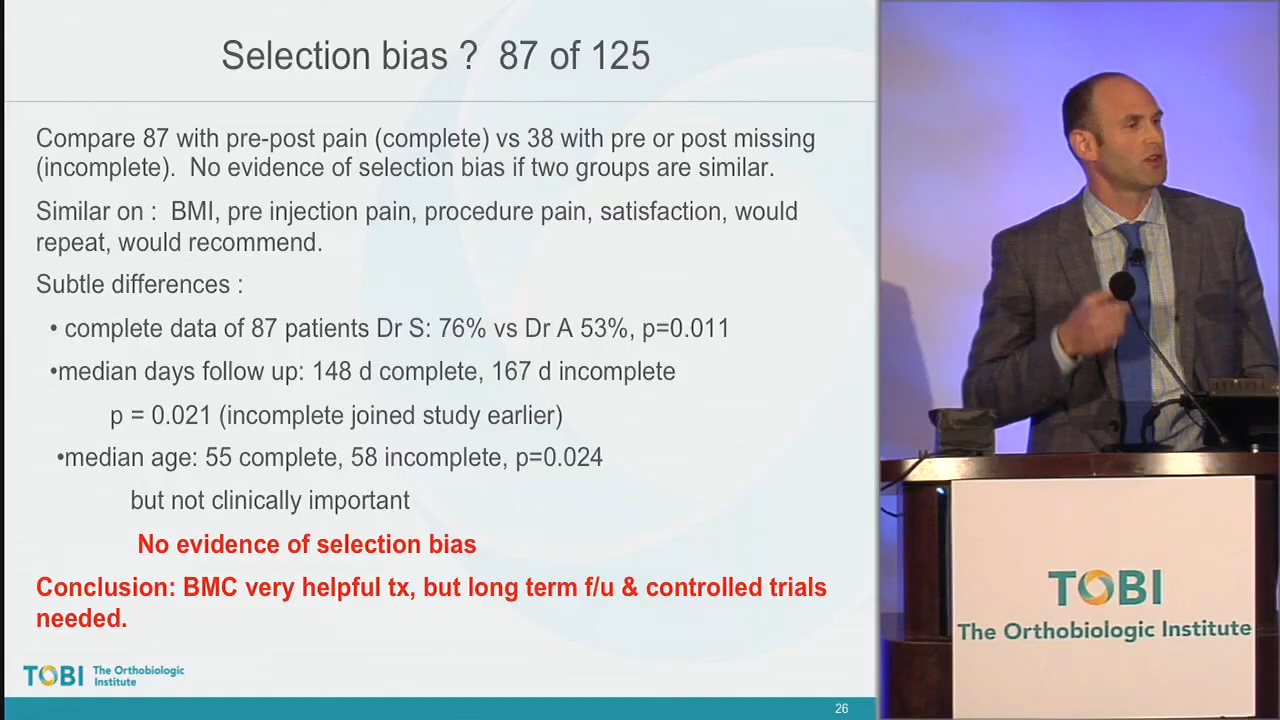 Selection bias ? 87 of 125
Compare 87 with pre-post pain (complete) vs 38 with pre or post missing
(incomplete). No evidence of selection bias if two groups are similar.
Similar on : BMI, pre injection pain, procedure pain, satisfaction, would
repeat, would recommend.
Subtle differences :
• complete data of 87 patients Dr S: 76% vs Dr A 53%, p=0.011
•median days follow up: 148 d complete, 167 d incomplete
p = 0.021 (incomplete joined study earlier)
•median age: 55 complete, 58 incomplete, p=0.024
but not clinically important
No evidence of selection bias
Conclusion: BMC very helpful tx, but long term f/u & controlled trials
needed.
TOBI The Orthobiologic
Institute
26
TOBI
The Orthobiologic Institute